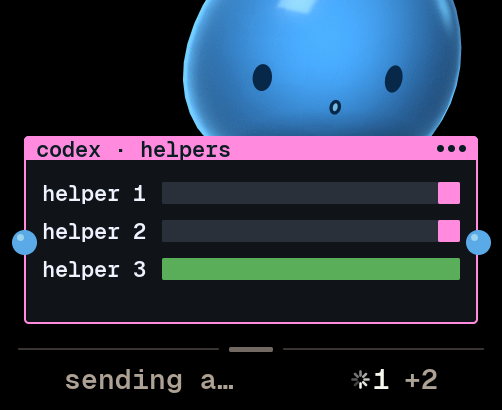 codex · helpers •••
helper 1
helper 2
helper 3
sending a… 1 +2